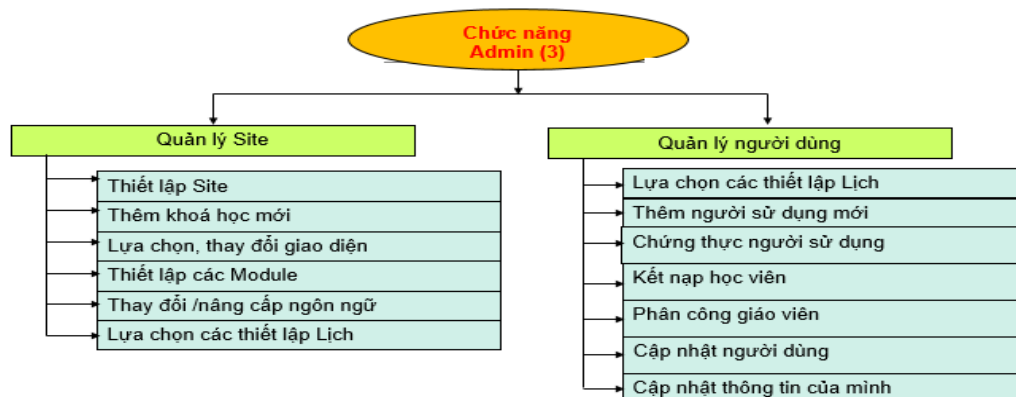 Chức năng
Admin (3)
Quản lý Site
Thiết lập Site
Thêm khoá học mới
Lựa chọn, thay đổi giao diện
Thiết lập các Module
Thay đổi /nâng cấp ngôn ngữ
Lựa chọn các thiết lập Lịch
Quản lý người dùng
Lựa chọn các thiết lập Lịch
Thêm người sử dụng mới
Chứng thực người sử dụng
Kết nạp học viên
Phân công giáo viên
Cập nhật người dùng
Cập nhật thông tin của mình